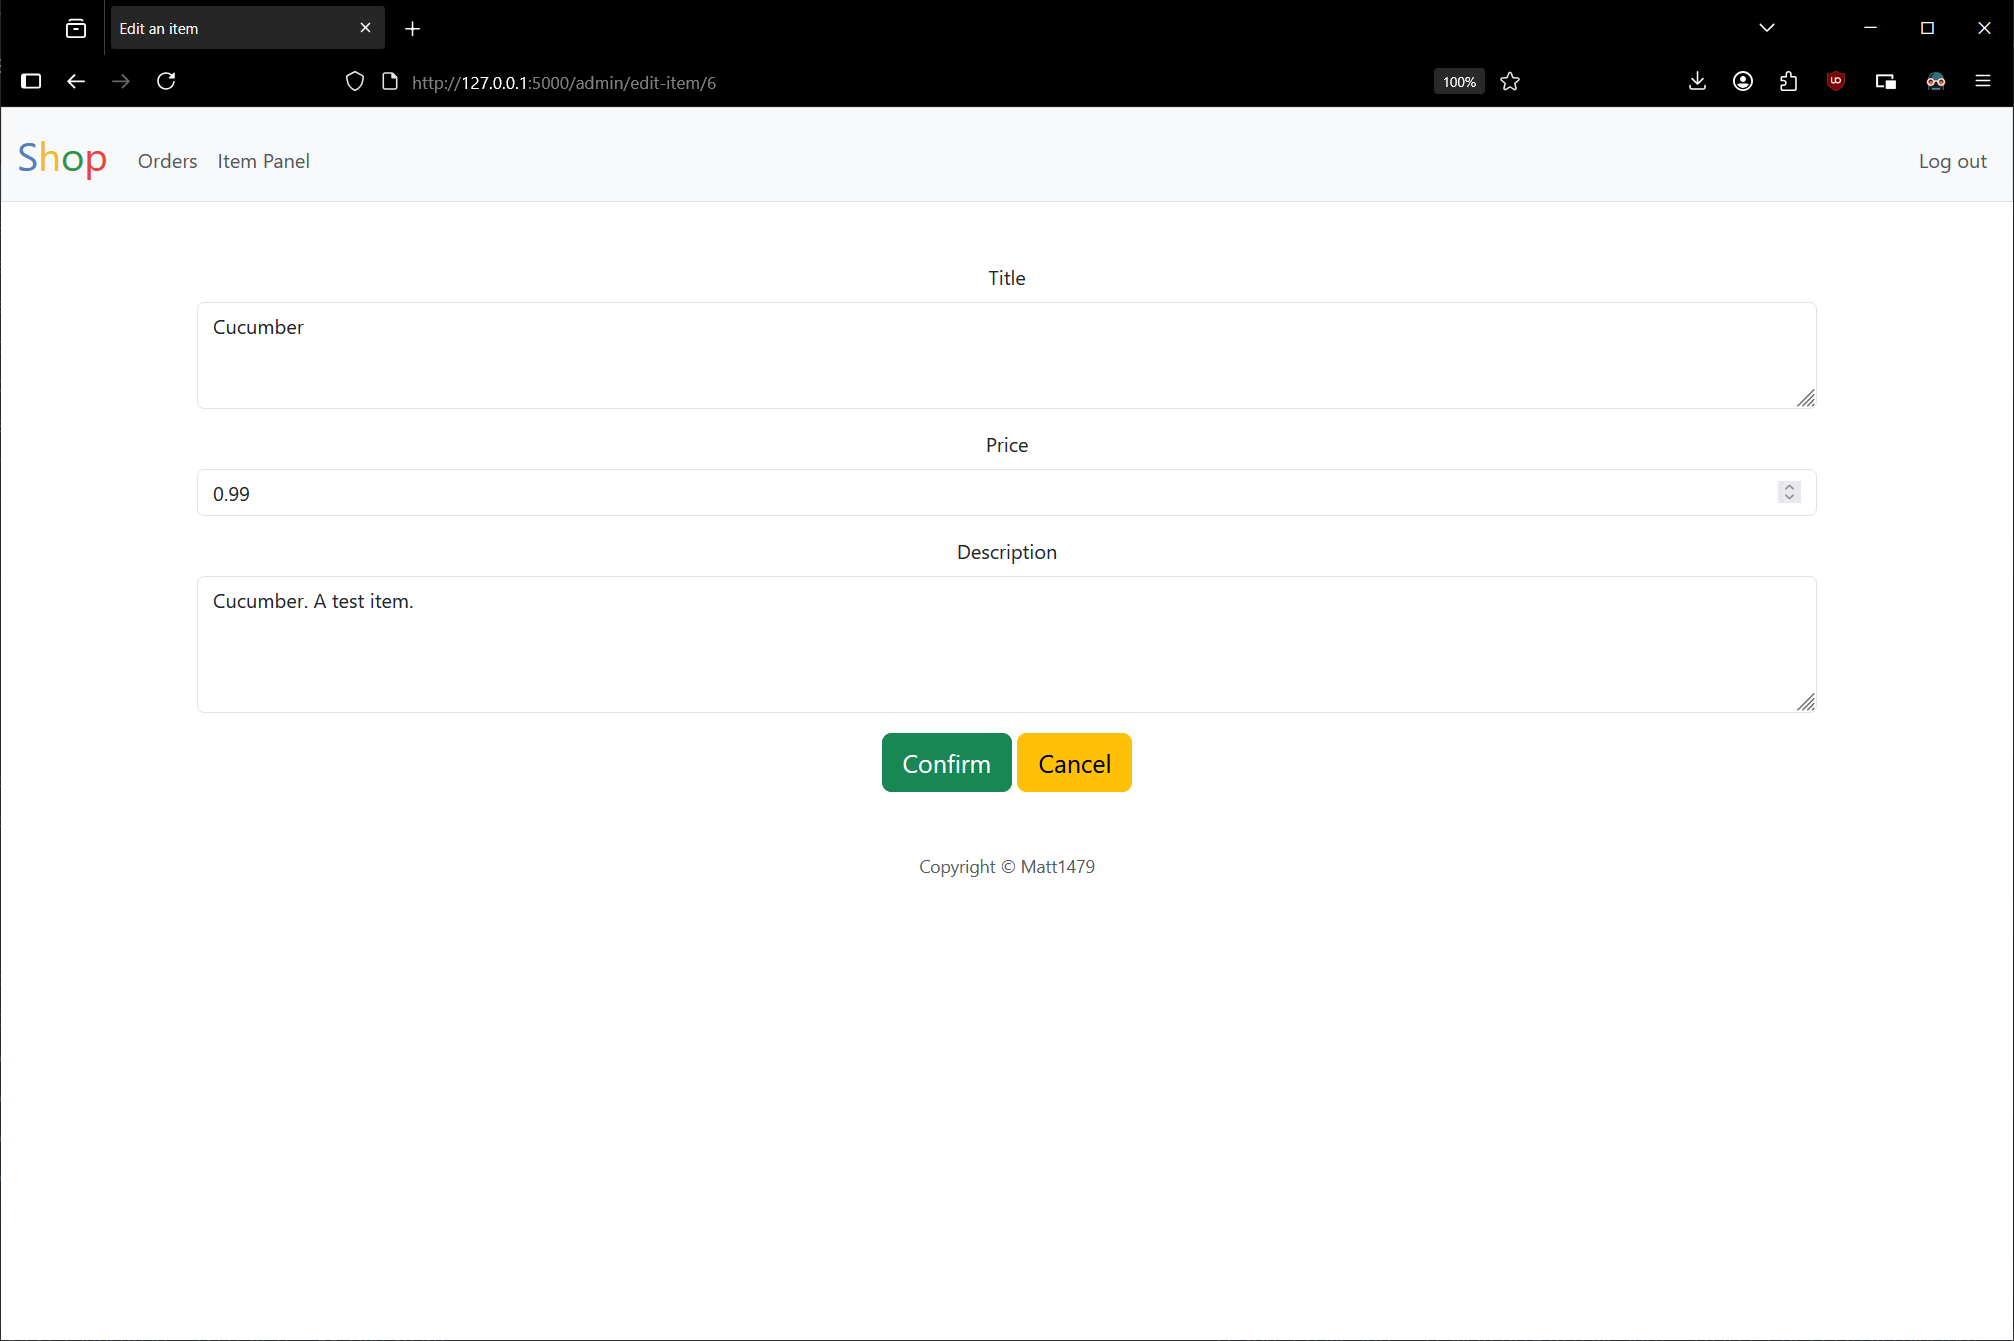 Edit an item
http://127.0.0.1:5000/admin/edit-item/6
100%
Shop Orders Item Panel Log out
Title
Cucumber
Price
0.99
Description
Cucumber. A test item.
Confirm Cancel
Copyright © Matt1479